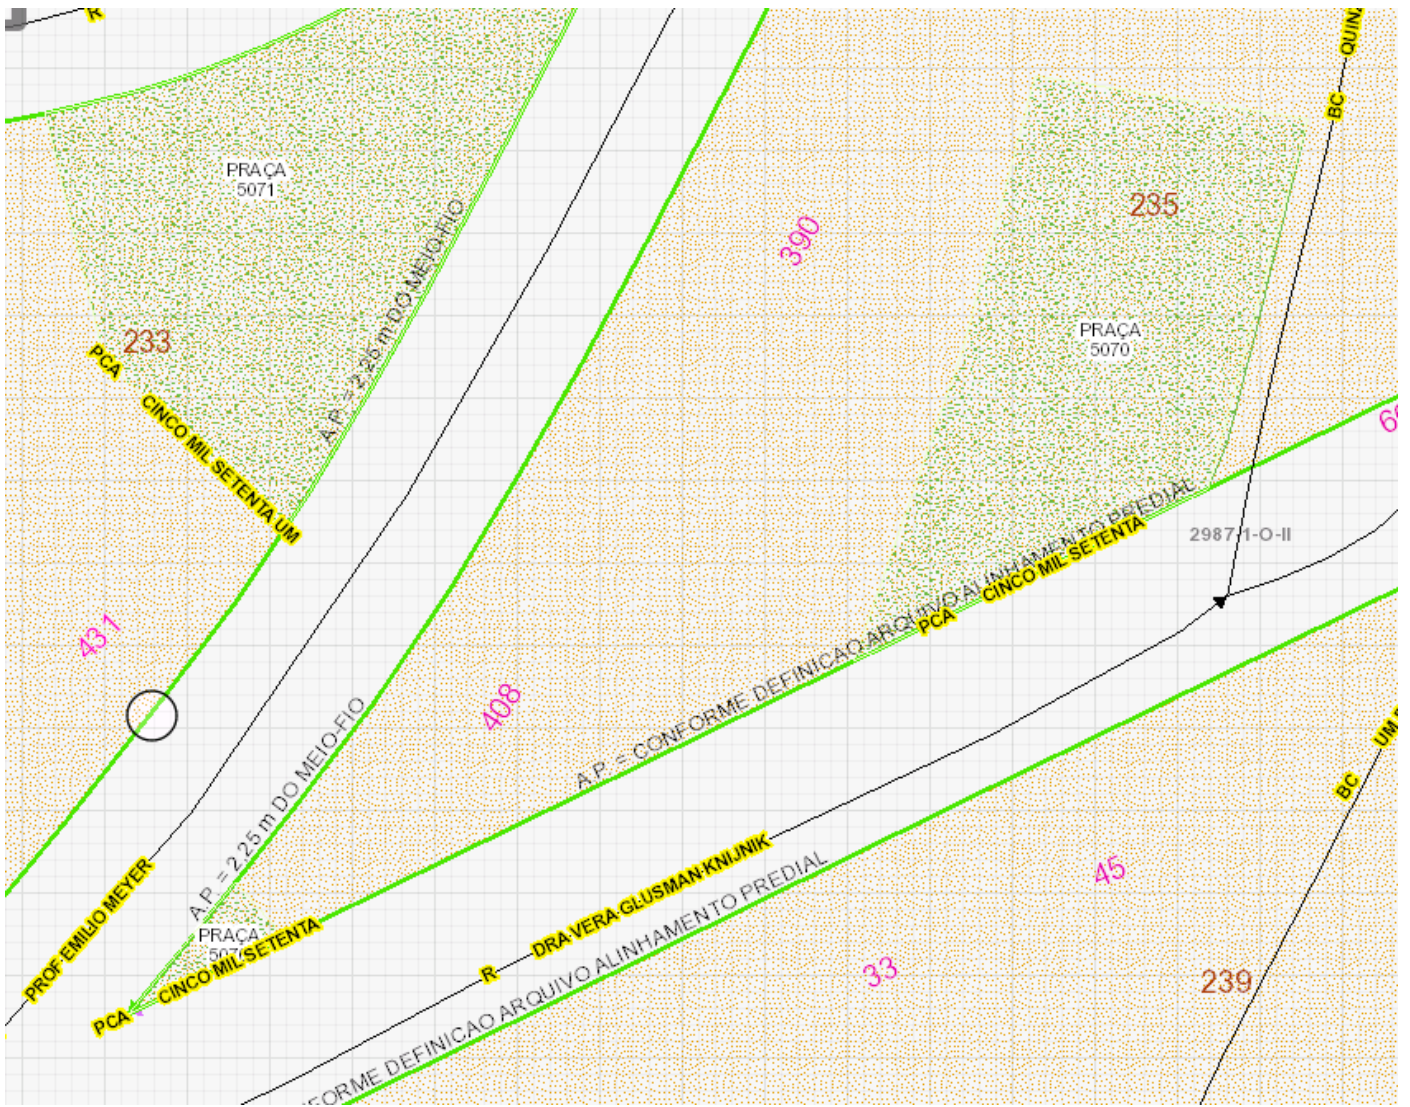 R
QUINZ
BC
PRAÇA
5071
235
390
A.P. = 2,25 m DO MEIO-FIO
233
PRAÇA
5070
PCA
CINCO MIL SETENTA UM
A.P. = CONFORME DEFINICAO ARQUIVO ALINHAMENTO PREDIAL
PCA CINCO MIL SETENTA
2987-1-O-II
431
408
A.P. = 2,25 m DO MEIO-FIO
UM
BC
PROF EMILIO MEYER
PRAÇA
PCA CINCO MIL SETENTA
R DRA VERA GLUSMAN KNIJNIK
FORME DEFINICAO ARQUIVO ALINHAMENTO PREDIAL
45
33
239